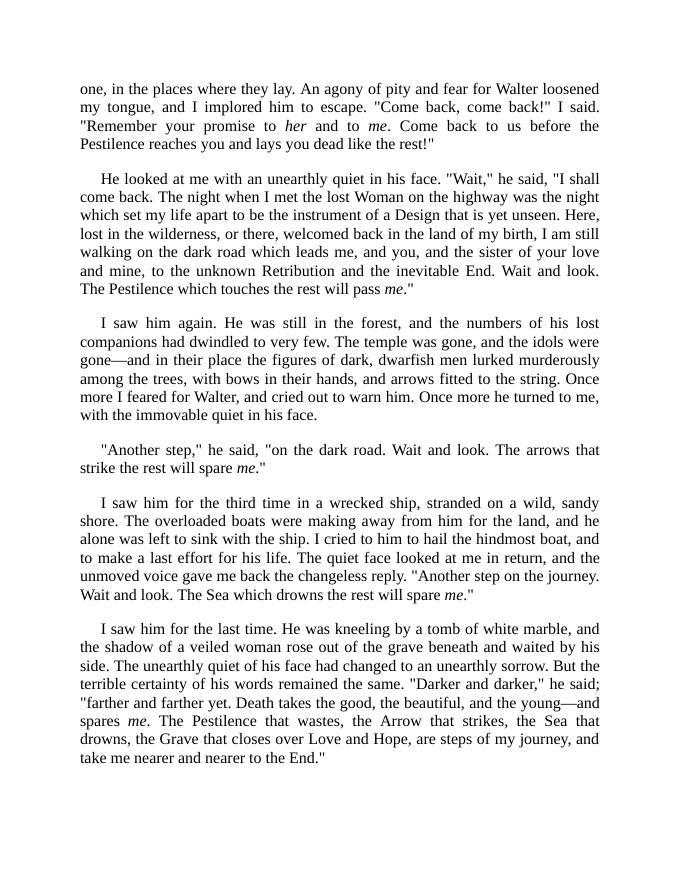 one, in the places where they lay. An agony of pity and fear for Walter loosened
my tongue, and I implored him to escape. "Come back, come back!" I said.
"Remember your promise to her and to me. Come back to us before the
Pestilence reaches you and lays you dead like the rest!"
He looked at me with an unearthly quiet in his face. "Wait," he said, "I shall
come back. The night when I met the lost Woman on the highway was the night
which set my life apart to be the instrument of a Design that is yet unseen. Here,
lost in the wilderness, or there, welcomed back in the land of my birth, I am still
walking on the dark road which leads me, and you, and the sister of your love
and mine, to the unknown Retribution and the inevitable End. Wait and look.
The Pestilence which touches the rest will pass me."
I saw him again. He was still in the forest, and the numbers of his lost
companions had dwindled to very few. The temple was gone, and the idols were
gone—and in their place the figures of dark, dwarfish men lurked murderously
among the trees, with bows in their hands, and arrows fitted to the string. Once
more I feared for Walter, and cried out to warn him. Once more he turned to me,
with the immovable quiet in his face.
"Another step," he said, "on the dark road. Wait and look. The arrows that
strike the rest will spare me."
I saw him for the third time in a wrecked ship, stranded on a wild, sandy
shore. The overloaded boats were making away from him for the land, and he
alone was left to sink with the ship. I cried to him to hail the hindmost boat, and
to make a last effort for his life. The quiet face looked at me in return, and the
unmoved voice gave me back the changeless reply. "Another step on the journey.
Wait and look. The Sea which drowns the rest will spare me."
I saw him for the last time. He was kneeling by a tomb of white marble, and
the shadow of a veiled woman rose out of the grave beneath and waited by his
side. The unearthly quiet of his face had changed to an unearthly sorrow. But the
terrible certainty of his words remained the same. "Darker and darker," he said;
"farther and farther yet. Death takes the good, the beautiful, and the young—and
spares me. The Pestilence that wastes, the Arrow that strikes, the Sea that
drowns, the Grave that closes over Love and Hope, are steps of my journey, and
take me nearer and nearer to the End."